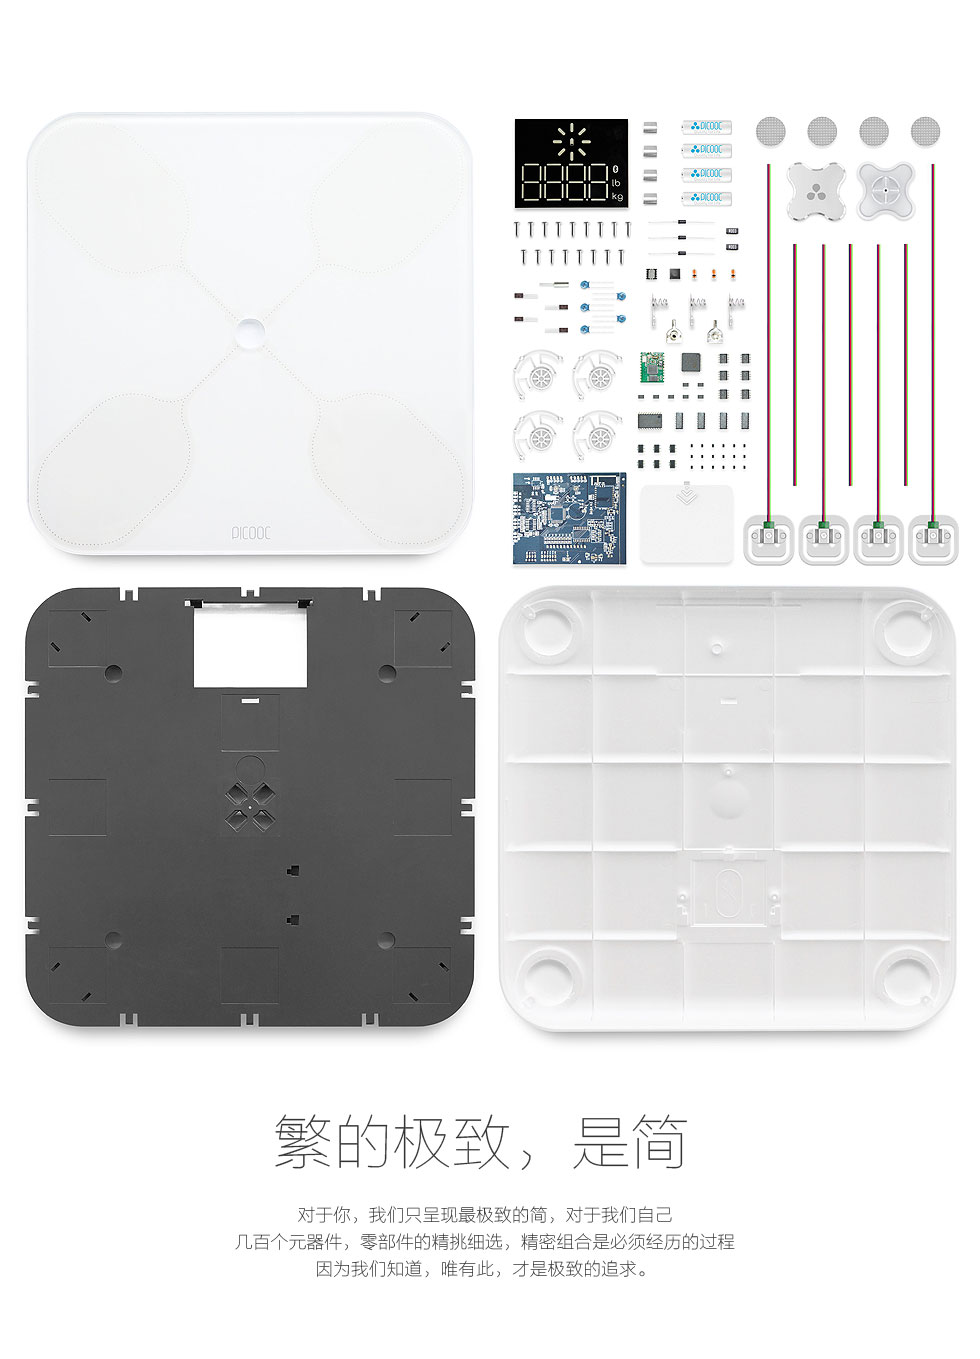 PICOOC
PICOOC
PICOOC
PICOOC
lb
kg
PICOOC
繁的极致，是简
对于你，我们只呈现最极致的简，对于我们自己
几百个元器件，零部件的精挑细选，精密组合是必须经历的过程
因为我们知道，唯有此，才是极致的追求。